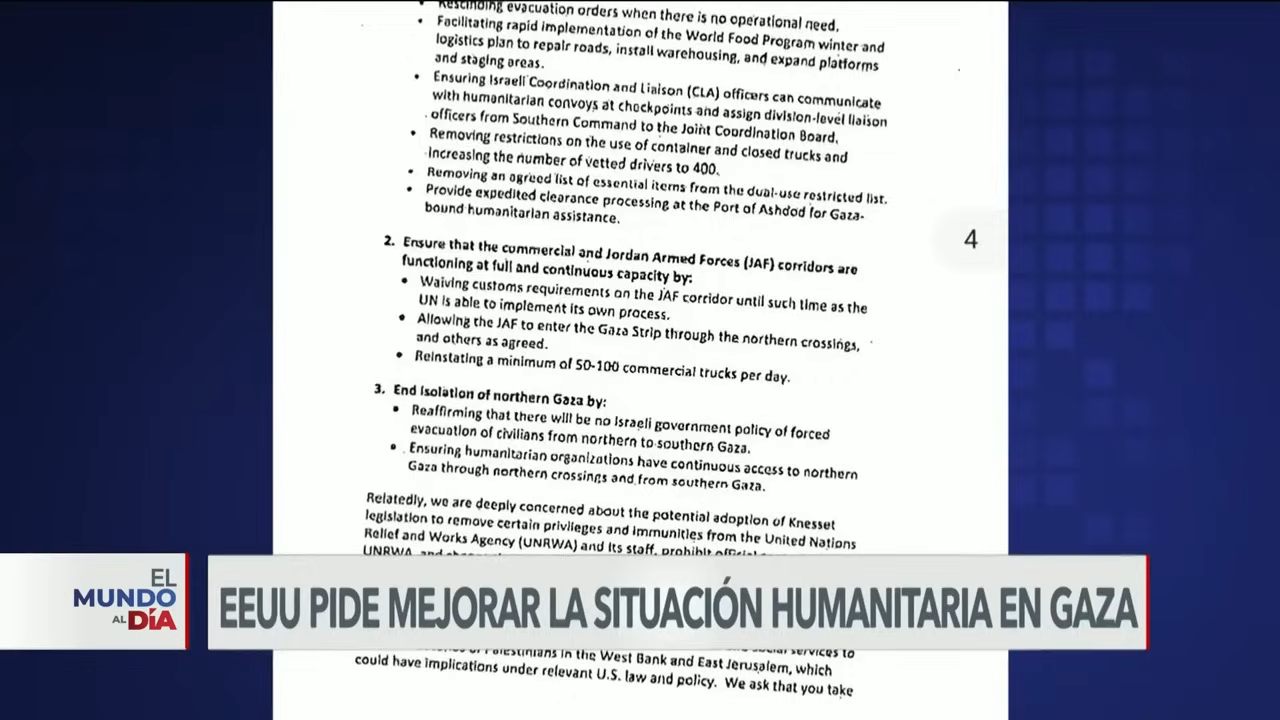 • Rescinding evacuation orders when there is no operational need.
• Facilitating rapid implementation of the World Food Program winter and
logistics plan to repair roads, install warehousing, and expand platforms
and staging areas.
• Ensuring Israeli Coordination and Liaison (CLA) officers can communicate
with humanitarian convoys at checkpoints and assign division-level liaison
officers from Southern Command to the Joint Coordination Board.
• Removing restrictions on the use of container and closed trucks and
increasing the number of vetted drivers to 400.
• Removing an agreed list of essential items from the dual-use restricted list.
• Provide expedited clearance processing at the Port of Ashdod for Gaza-
bound humanitarian assistance.
4
2. Ensure that the commercial and Jordan Armed Forces (JAF) corridors are
functioning at full and continuous capacity by:
• Waiving customs requirements on the JAF corridor until such time as the
UN is able to implement its own process.
• Allowing the JAF to enter the Gaza Strip through the northern crossings,
and others as agreed.
• Reinstating a minimum of 50-100 commercial trucks per day.
3. End isolation of northern Gaza by:
• Reaffirming that there will be no Israeli government policy of forced
evacuation of civilians from northern to southern Gaza.
• Ensuring humanitarian organizations have continuous access to northern
Gaza through northern crossings and from southern Gaza.
Relatedly, we are deeply concerned about the potential adoption of Knesset
legislation to remove certain privileges and immunities from the United Nations
Relief and Works Agency (UNRWA) and its staff, prohibit
UNRWA, and
EL
MUNDO
AL DÍA
EEUU PIDE MEJORAR LA SITUACIÓN HUMANITARIA EN GAZA
social services to
of Palestinians in the West Bank and East Jerusalem, which
could have implications under relevant U.S. law and policy. We ask that you take